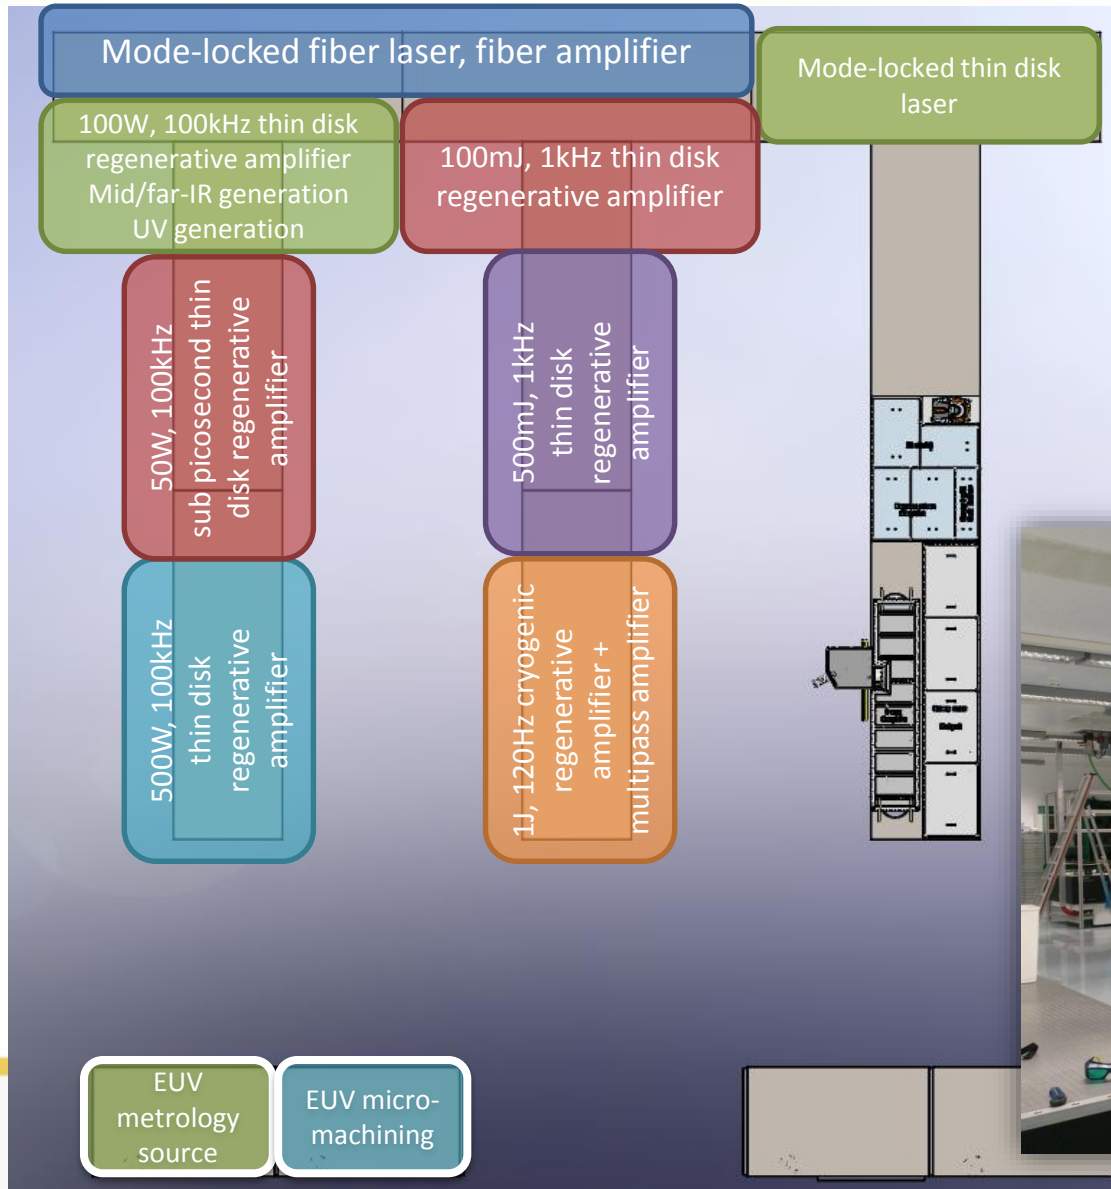 Mode-locked fiber laser, fiber amplifier
Mode-locked thin disk
laser
100W, 100kHz thin disk
regenerative amplifier
Mid/far-IR generation
UV generation
100mJ, 1kHz thin disk
regenerative amplifier
50W, 100kHz
sub picosecond thin
disk regenerative
amplifier
500mJ, 1kHz
thin disk
regenerative
amplifier
500W, 100kHz
thin disk
regenerative
amplifier
1J, 120Hz cryogenic
regenerative
amplifier +
multipass amplifier
EUV
metrology
source
EUV micro-
machining